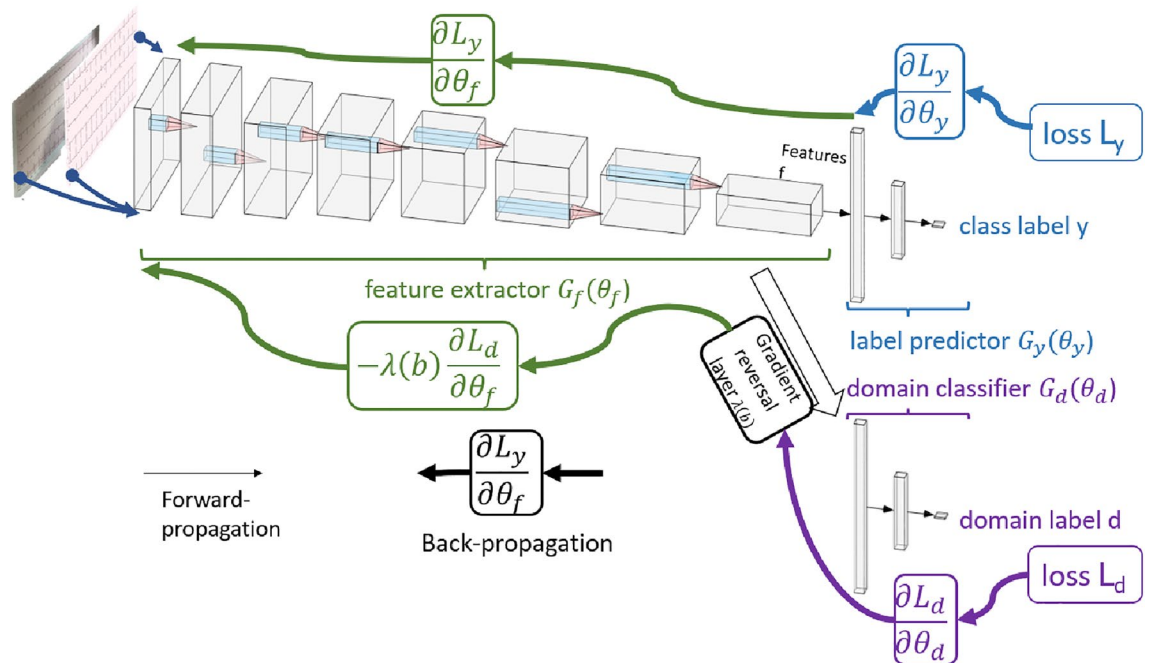 ∂L_y
∂θ_f
∂L_y
∂θ_y
loss L_y
Features
f
class label y
feature extractor G_f(θ_f)
label predictor G_y(θ_y)
−λ(b) ∂L_d
∂θ_f
Gradient
reversal
layer λ(b)
domain classifier G_d(θ_d)
Forward-
propagation
∂L_y
∂θ_f
Back-propagation
domain label d
loss L_d
∂L_d
∂θ_d